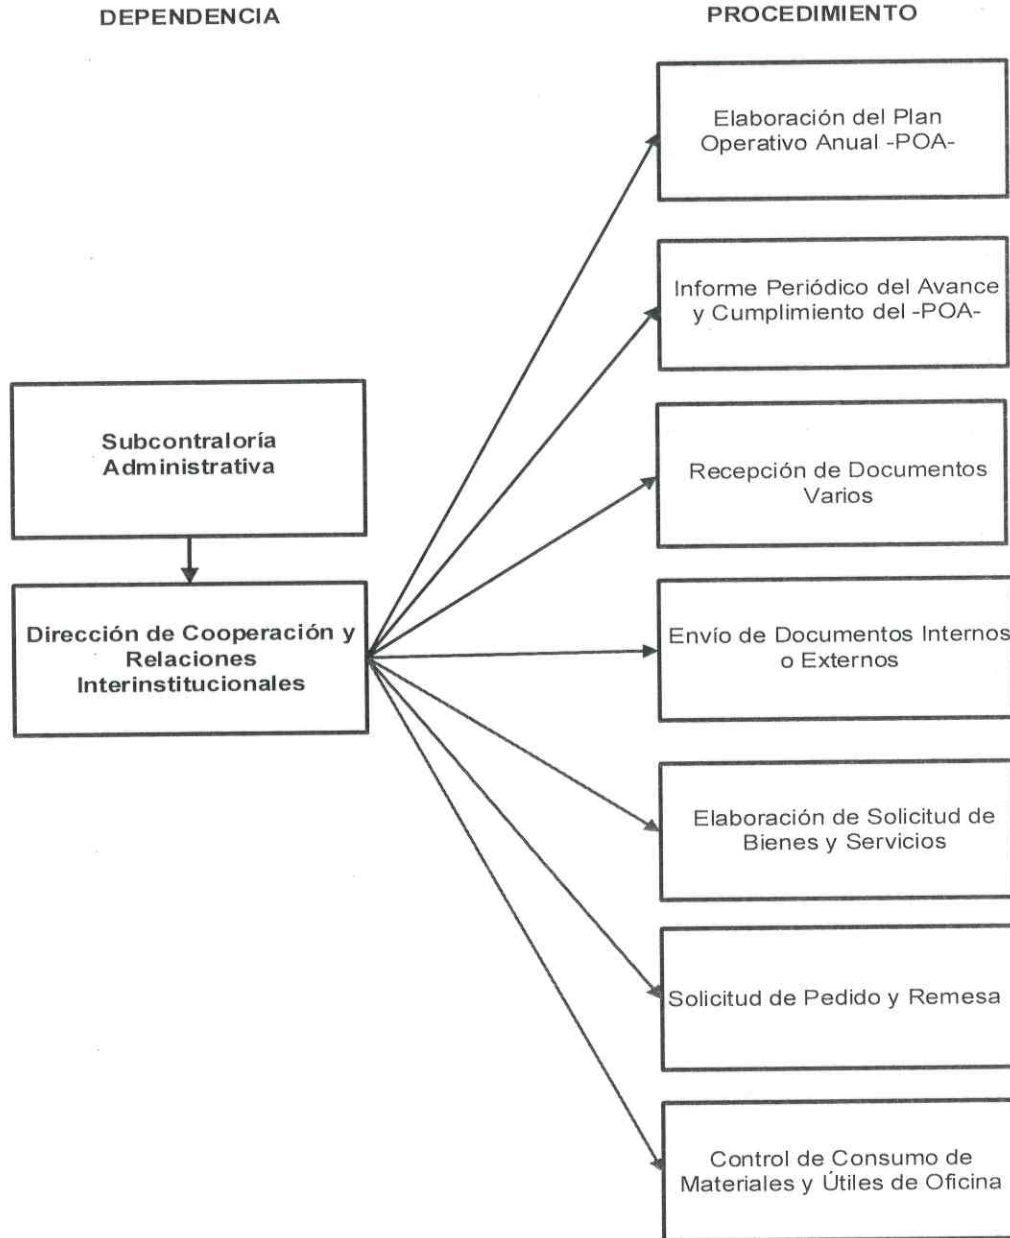 DEPENDENCIA
PROCEDIMIENTO
Elaboración del Plan
Operativo Anual -POA-
Informe Periódico del Avance
y Cumplimiento del -POA-
Subcontraloría
Administrativa
Recepción de Documentos
Varios
Dirección de Cooperación y
Relaciones
Interinstitucionales
Envío de Documentos Internos
o Externos
Elaboración de Solicitud de
Bienes y Servicios
Solicitud de Pedido y Remesa
Control de Consumo de
Materiales y Útiles de Oficina